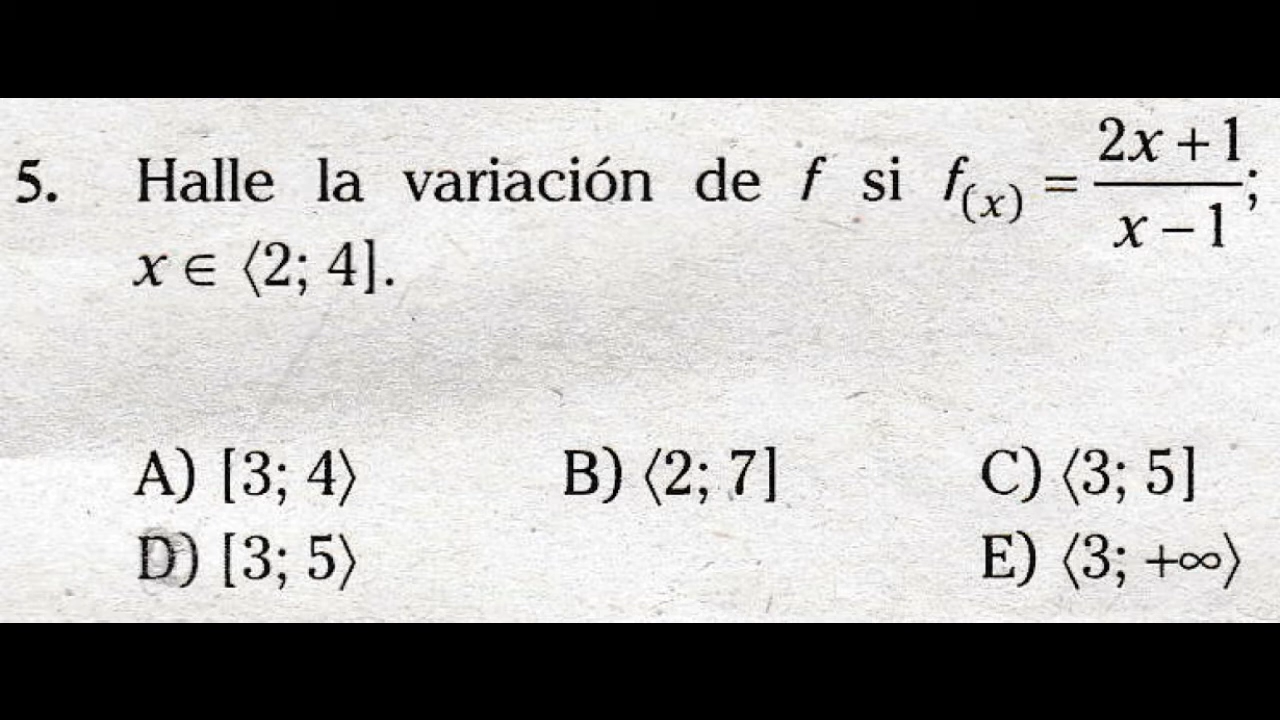 5. Halle la variación de f si f(x) = \frac{2x+1}{x-1};
x ∈ ⟨2; 4].
A) [3; 4⟩ B) ⟨2; 7] C) ⟨3; 5]
D) [3; 5⟩ E) ⟨3; +∞⟩